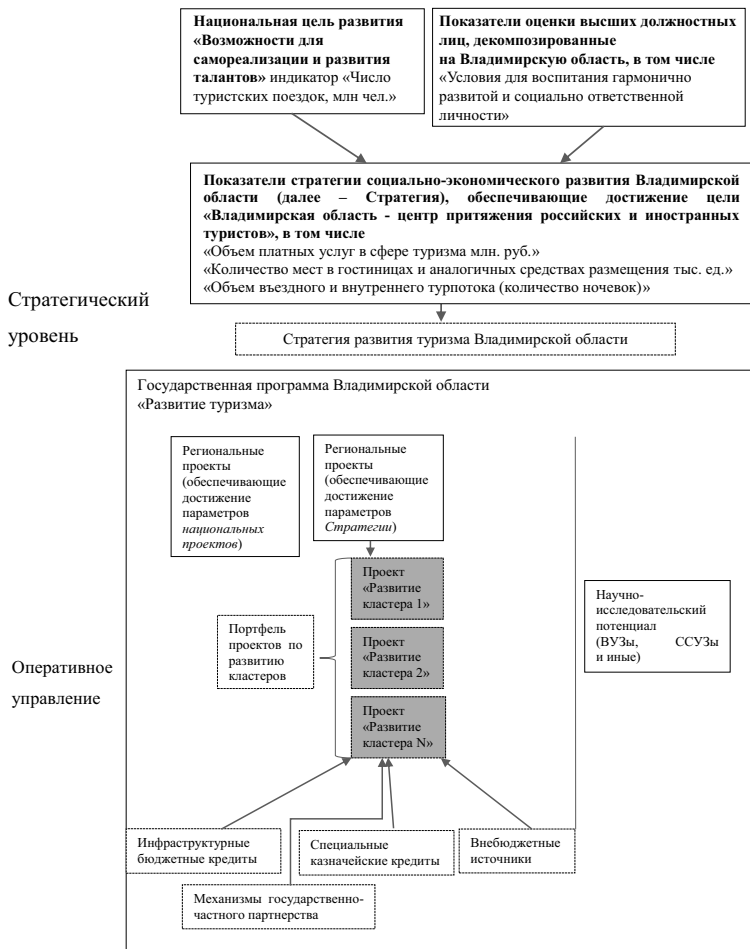 Национальная цель развития
«Возможности для
самореализации и развития
талантов» индикатор «Число
туристских поездок, млн чел.»
Показатели оценки высших должностных
лиц, декомпозированные
на Владимирскую область, в том числе
«Условия для воспитания гармонично
развитой и социально ответственной
личности»
Показатели стратегии социально-экономического развития Владимирской
области (далее – Стратегия), обеспечивающие достижение цели
«Владимирская область - центр притяжения российских и иностранных
туристов», в том числе
«Объем платных услуг в сфере туризма млн. руб.»
«Количество мест в гостиницах и аналогичных средствах размещения тыс. ед.»
«Объем въездного и внутреннего турпотока (количество ночевок)»
Стратегический
уровень
Стратегия развития туризма Владимирской области
Государственная программа Владимирской области
«Развитие туризма»
Региональные
проекты
(обеспечивающие
достижение
параметров
национальных
проектов)
Региональные
проекты
(обеспечивающие
достижение
параметров
Стратегии)
Проект
«Развитие
кластера 1»
Портфель
проектов по
развитию
кластеров
Проект
«Развитие
кластера 2»
Проект
«Развитие
кластера N»
Научно-
исследовательский
потенциал
(ВУЗы, ССУЗы
и иные)
Оперативное
управление
Инфраструктурные
бюджетные кредиты
Специальные
казначейские кредиты
Внебюджетные
источники
Механизмы государственно-
частного партнерства